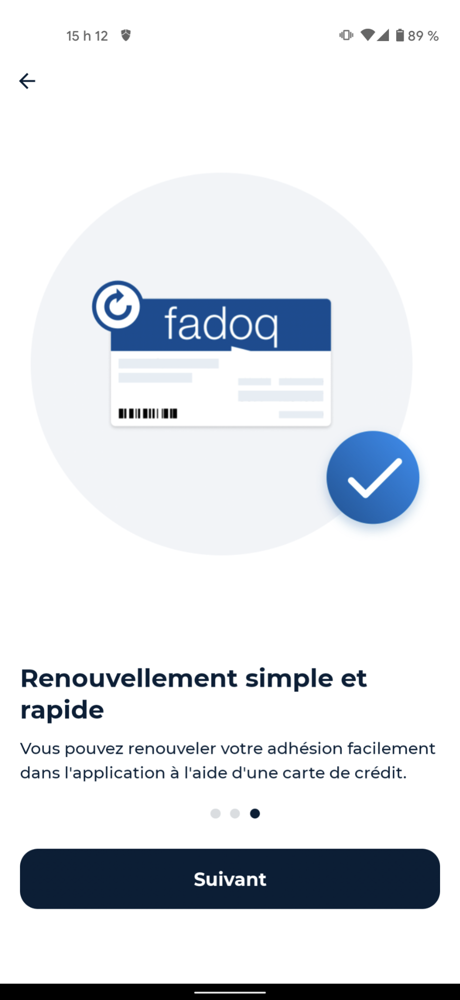 15 h 12
89 %
fadoq
Renouvellement simple et
rapide
Vous pouvez renouveler votre adhésion facilement
dans l'application à l'aide d'une carte de crédit.
Suivant